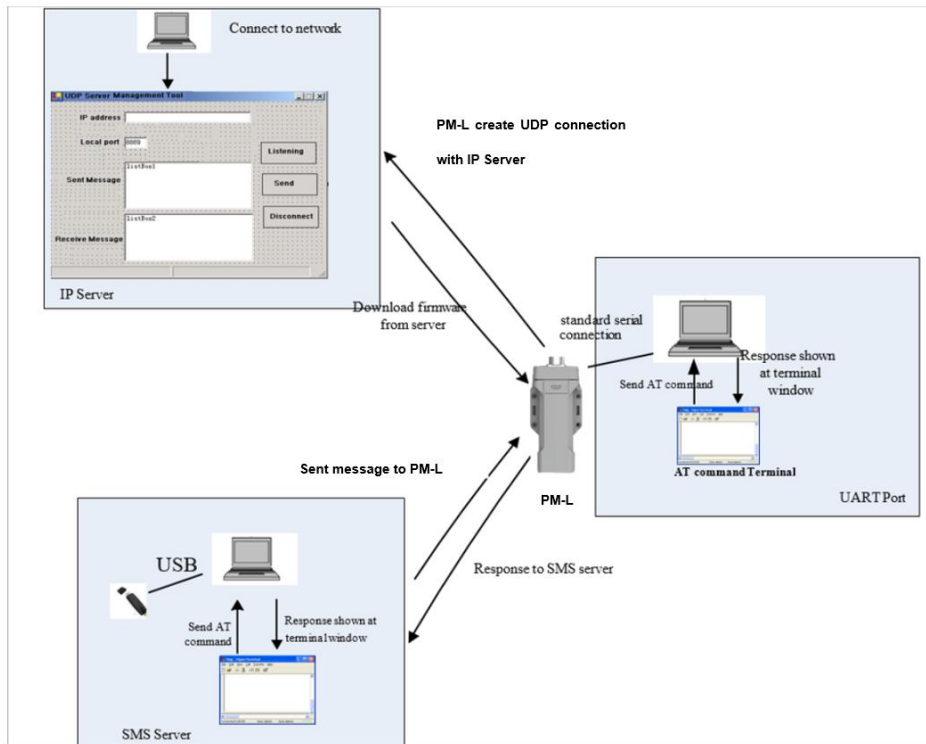 Connect to network
UDP Server Management Tool
IP address
Local port
Listening
listBox1
Sent Message
Send
listBox2
Disconnect
Receive Message
IP Server
PM-L create UDP connection
with IP Server
Download firmware
from server
standard serial
connection
Response shown
at terminal
window
Send AT command
AT command Terminal
UART Port
PM-L
Sent message to PM-L
Response to SMS server
USB
Send AT
command
Response shown at
terminal window
SMS Server